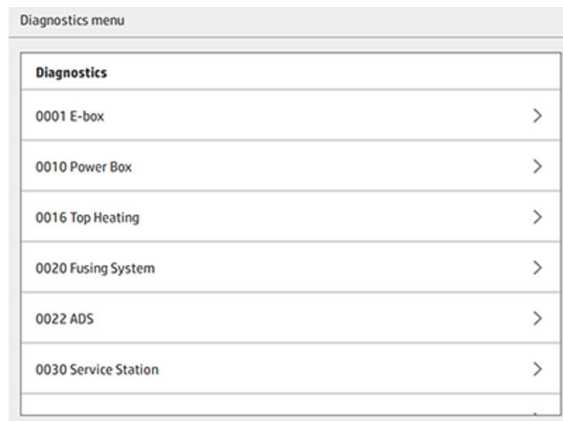 Diagnostics menu
Diagnostics
0001 E-box
0010 Power Box
0016 Top Heating
0020 Fusing System
0022 ADS
0030 Service Station